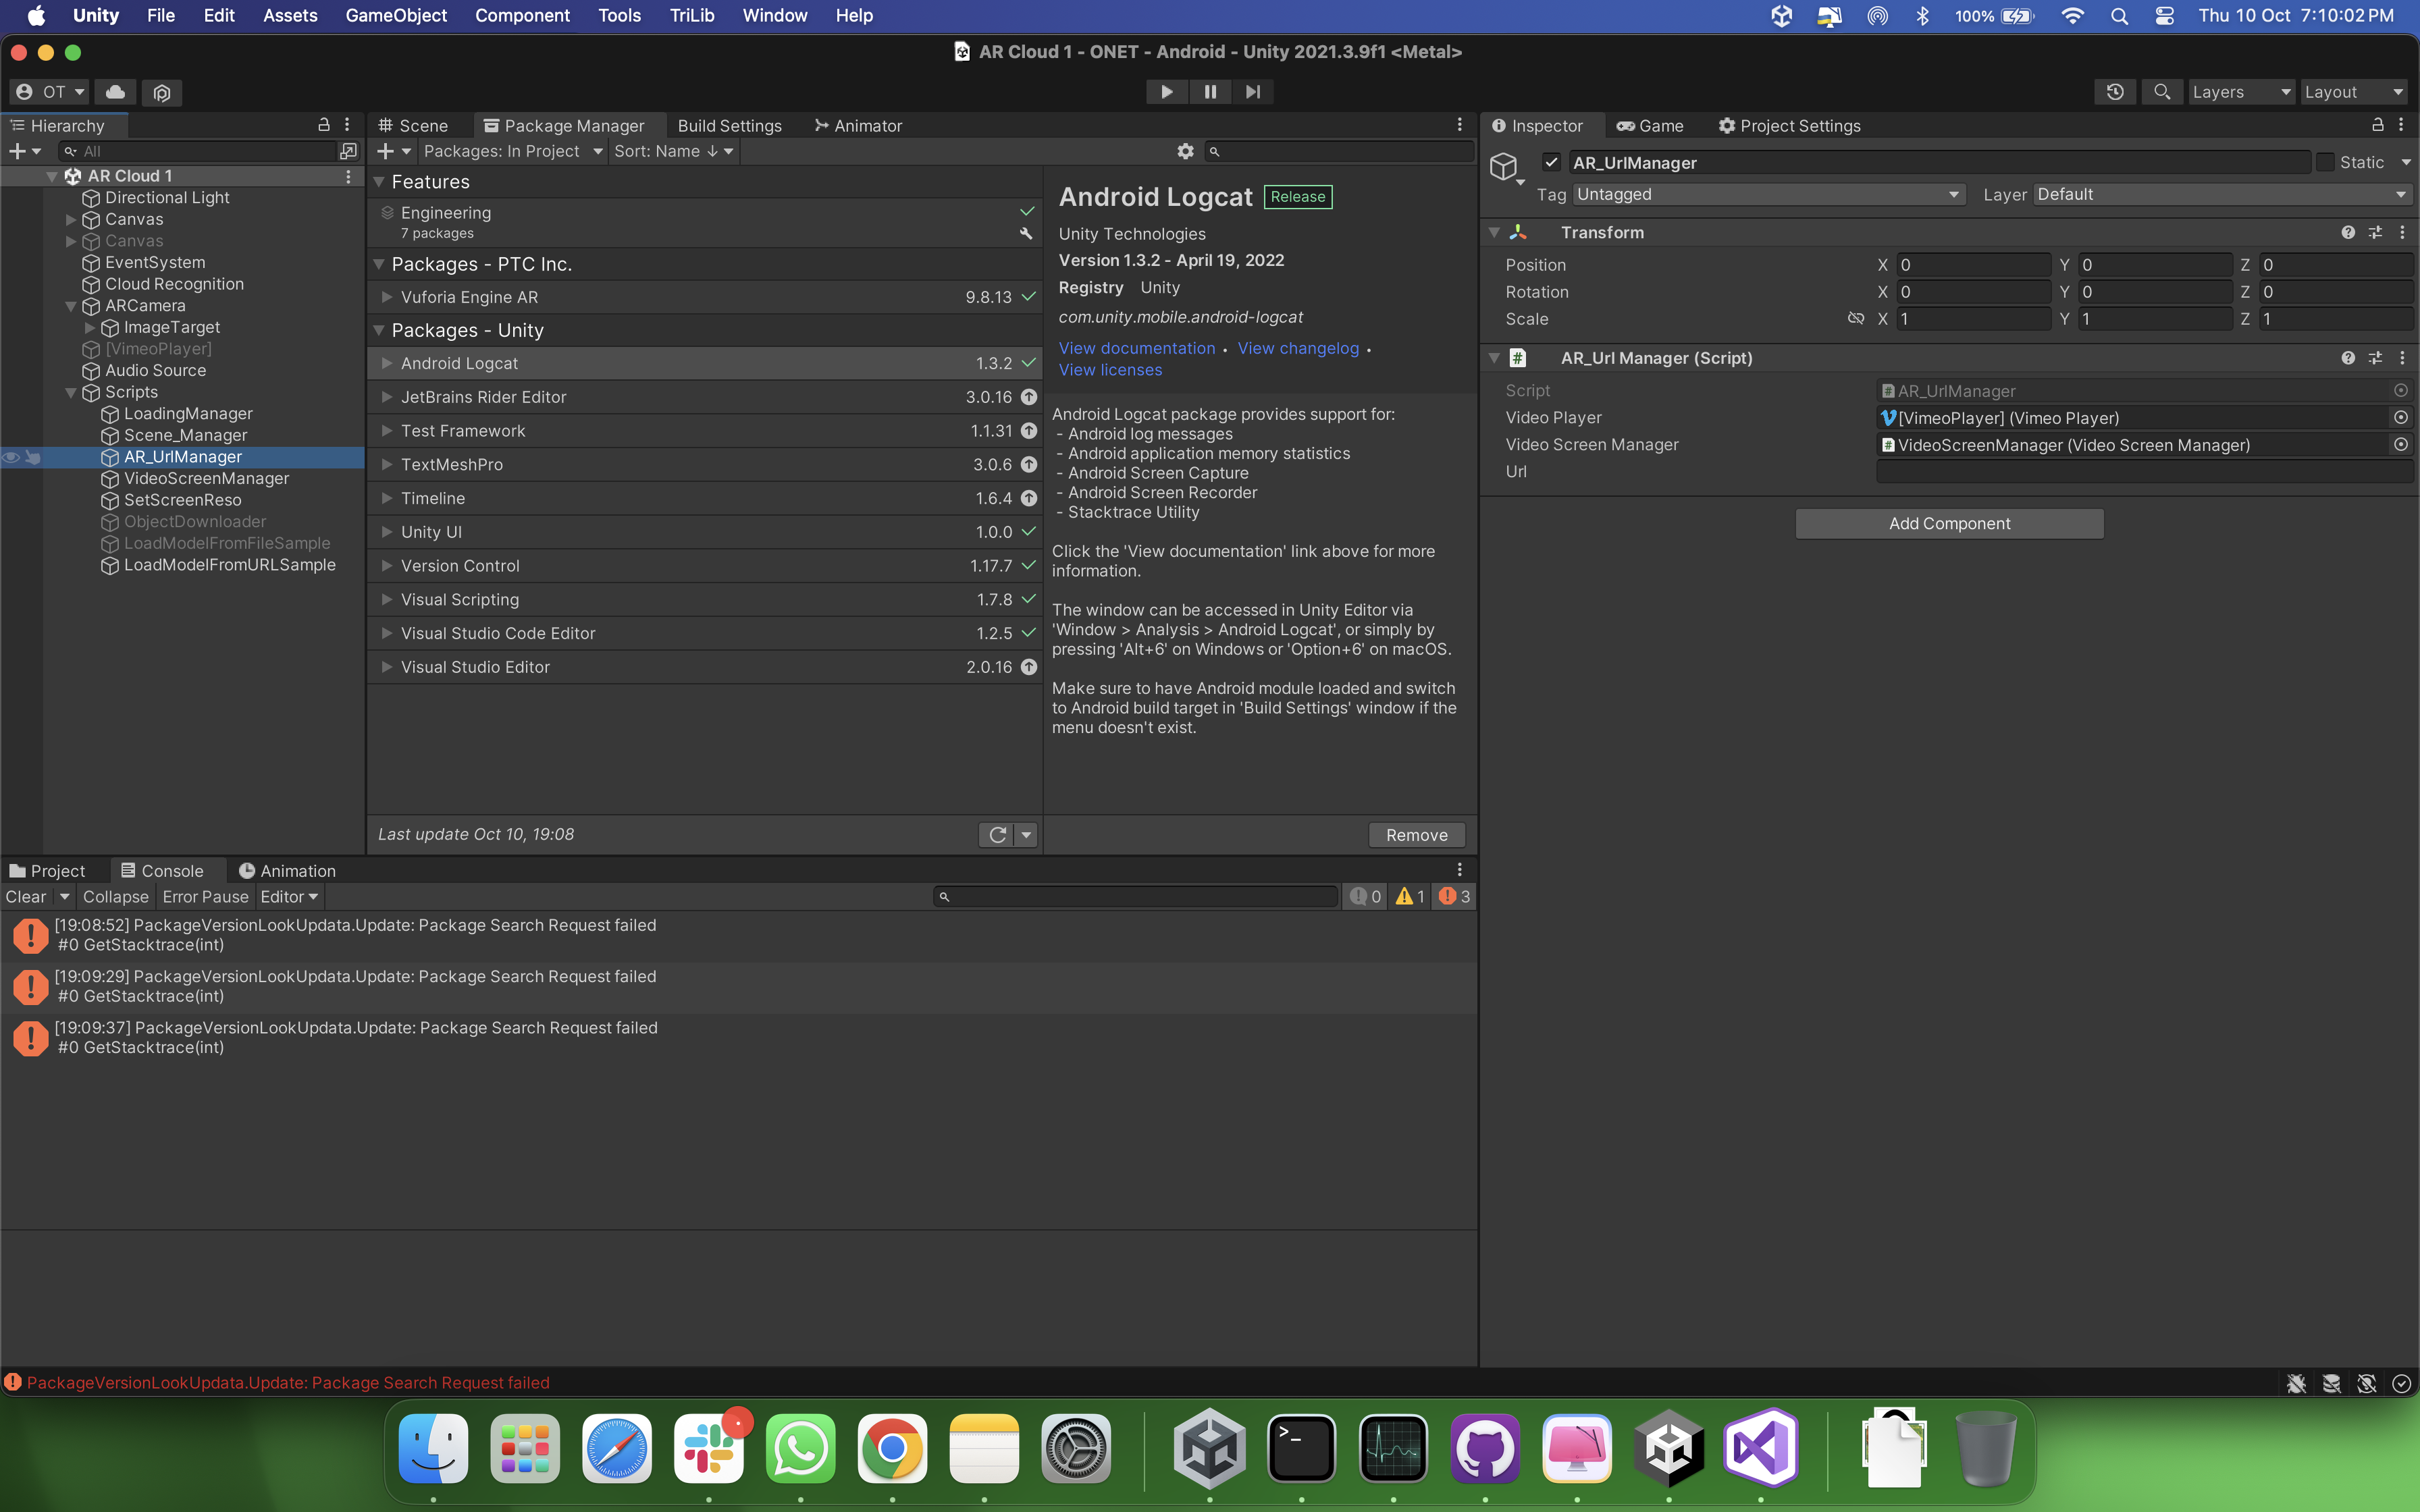 Unity File Edit Assets GameObject Component Tools TriLib Window Help 100% Thu 10 Oct 7:10:02 PM
AR Cloud 1 - ONET - Android - Unity 2021.3.9f1 <Metal>
OT Layers Layout
Hierarchy
All
AR Cloud 1
Directional Light
Canvas
Canvas
EventSystem
Cloud Recognition
ARCamera
ImageTarget
[VimeoPlayer]
Audio Source
Scripts
LoadingManager
Scene_Manager
AR_UrlManager
VideoScreenManager
SetScreenReso
ObjectDownloader
LoadModelFromFileSample
LoadModelFromURLSample
Scene Package Manager Build Settings Animator
Packages: In Project Sort: Name ↓
Features
Engineering
7 packages
Packages - PTC Inc.
Vuforia Engine AR 9.8.13
Packages - Unity
Android Logcat 1.3.2
JetBrains Rider Editor 3.0.16
Test Framework 1.1.31
TextMeshPro 3.0.6
Timeline 1.6.4
Unity UI 1.0.0
Version Control 1.17.7
Visual Scripting 1.7.8
Visual Studio Code Editor 1.2.5
Visual Studio Editor 2.0.16
Last update Oct 10, 19:08
Android Logcat Release
Unity Technologies
Version 1.3.2 - April 19, 2022
Registry Unity
com.unity.mobile.android-logcat
View documentation • View changelog •
View licenses
Android Logcat package provides support for:
- Android log messages
- Android application memory statistics
- Android Screen Capture
- Android Screen Recorder
- Stacktrace Utility
Click the 'View documentation' link above for more
information.
The window can be accessed in Unity Editor via
'Window > Analysis > Android Logcat', or simply by
pressing 'Alt+6' on Windows or 'Option+6' on macOS.
Make sure to have Android module loaded and switch
to Android build target in 'Build Settings' window if the
menu doesn't exist.
Remove
Inspector Game Project Settings
AR_UrlManager Static
Tag Untagged Layer Default
Transform
Position X 0 Y 0 Z 0
Rotation X 0 Y 0 Z 0
Scale X 1 Y 1 Z 1
# AR_Url Manager (Script)
Script # AR_UrlManager
Video Player [VimeoPlayer] (Vimeo Player)
Video Screen Manager # VideoScreenManager (Video Screen Manager)
Url
Add Component
Project Console Animation
Clear Collapse Error Pause Editor 0 1 3
[19:08:52] PackageVersionLookUpdata.Update: Package Search Request failed
#0 GetStacktrace(int)
[19:09:29] PackageVersionLookUpdata.Update: Package Search Request failed
#0 GetStacktrace(int)
[19:09:37] PackageVersionLookUpdata.Update: Package Search Request failed
#0 GetStacktrace(int)
PackageVersionLookUpdata.Update: Package Search Request failed